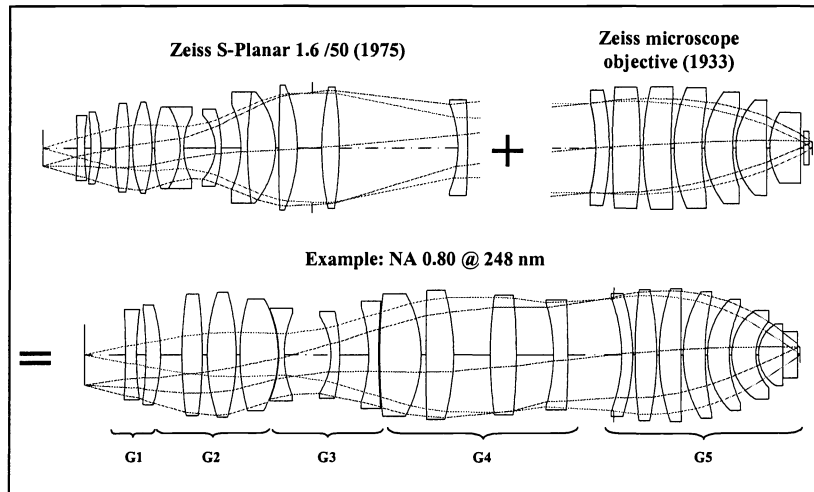 Zeiss S-Planar 1.6 /50 (1975)
Zeiss microscope
objective (1933)
+
Example: NA 0.80 @ 248 nm
=
G1 G2 G3 G4 G5